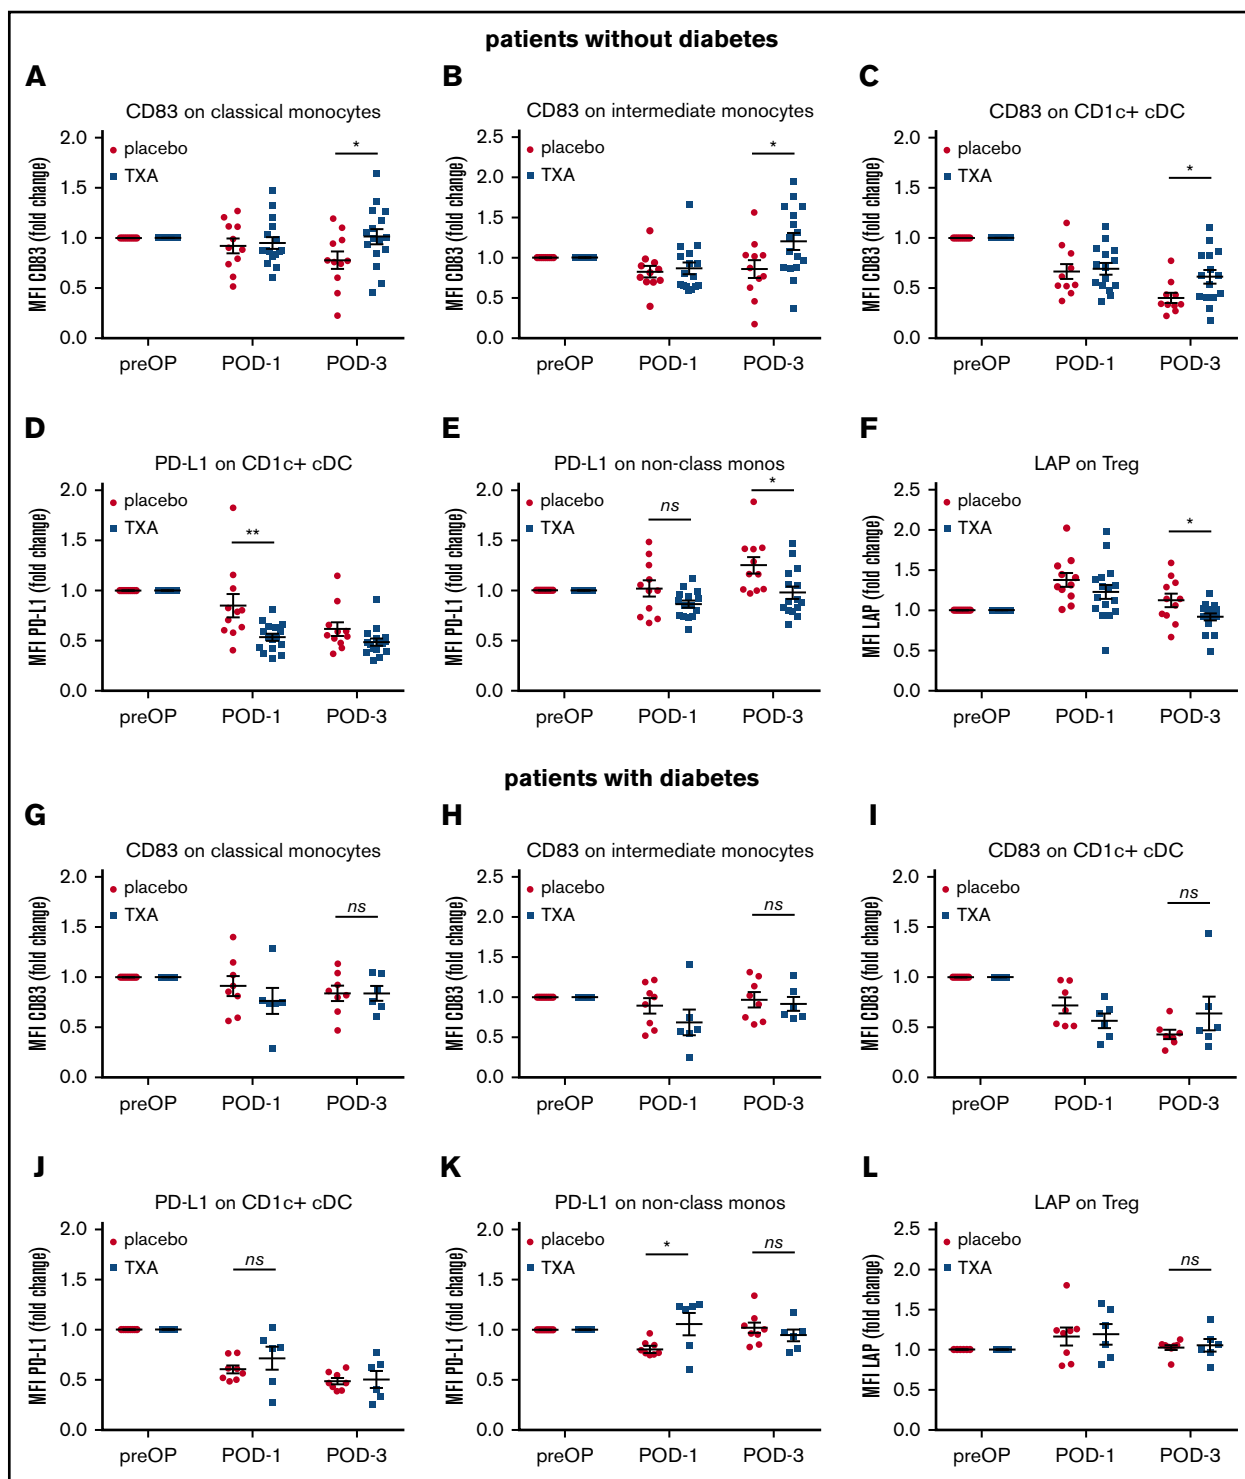 patients without diabetes
A
CD83 on classical monocytes
MFI CD83 (fold change)
2.0
1.5
1.0
0.5
0.0
placebo
TXA
*
preOP POD-1 POD-3
B
CD83 on intermediate monocytes
MFI CD83 (fold change)
2.5
2.0
1.5
1.0
0.5
0.0
placebo
TXA
*
preOP POD-1 POD-3
C
CD83 on CD1c+ cDC
MFI CD83 (fold change)
2.0
1.5
1.0
0.5
0.0
placebo
TXA
*
preOP POD-1 POD-3
D
PD-L1 on CD1c+ cDC
MFI PD-L1 (fold change)
2.0
1.5
1.0
0.5
0.0
placebo
TXA
**
preOP POD-1 POD-3
E
PD-L1 on non-class monos
MFI PD-L1 (fold change)
2.0
1.5
1.0
0.5
0.0
placebo
TXA
ns *
preOP POD-1 POD-3
F
LAP on Treg
MFI LAP (fold change)
2.5
2.0
1.5
1.0
0.5
0.0
placebo
TXA
*
preOP POD-1 POD-3
patients with diabetes
G
CD83 on classical monocytes
MFI CD83 (fold change)
2.0
1.5
1.0
0.5
0.0
placebo
TXA
ns
preOP POD-1 POD-3
H
CD83 on intermediate monocytes
MFI CD83 (fold change)
2.5
2.0
1.5
1.0
0.5
0.0
placebo
TXA
ns
preOP POD-1 POD-3
I
CD83 on CD1c+ cDC
MFI CD83 (fold change)
2.0
1.5
1.0
0.5
0.0
placebo
TXA
ns
preOP POD-1 POD-3
J
PD-L1 on CD1c+ cDC
MFI PD-L1 (fold change)
2.0
1.5
1.0
0.5
0.0
placebo
TXA
ns
preOP POD-1 POD-3
K
PD-L1 on non-class monos
MFI PD-L1 (fold change)
2.0
1.5
1.0
0.5
0.0
placebo
TXA
* ns
preOP POD-1 POD-3
L
LAP on Treg
MFI LAP (fold change)
2.5
2.0
1.5
1.0
0.5
0.0
placebo
TXA
ns
preOP POD-1 POD-3